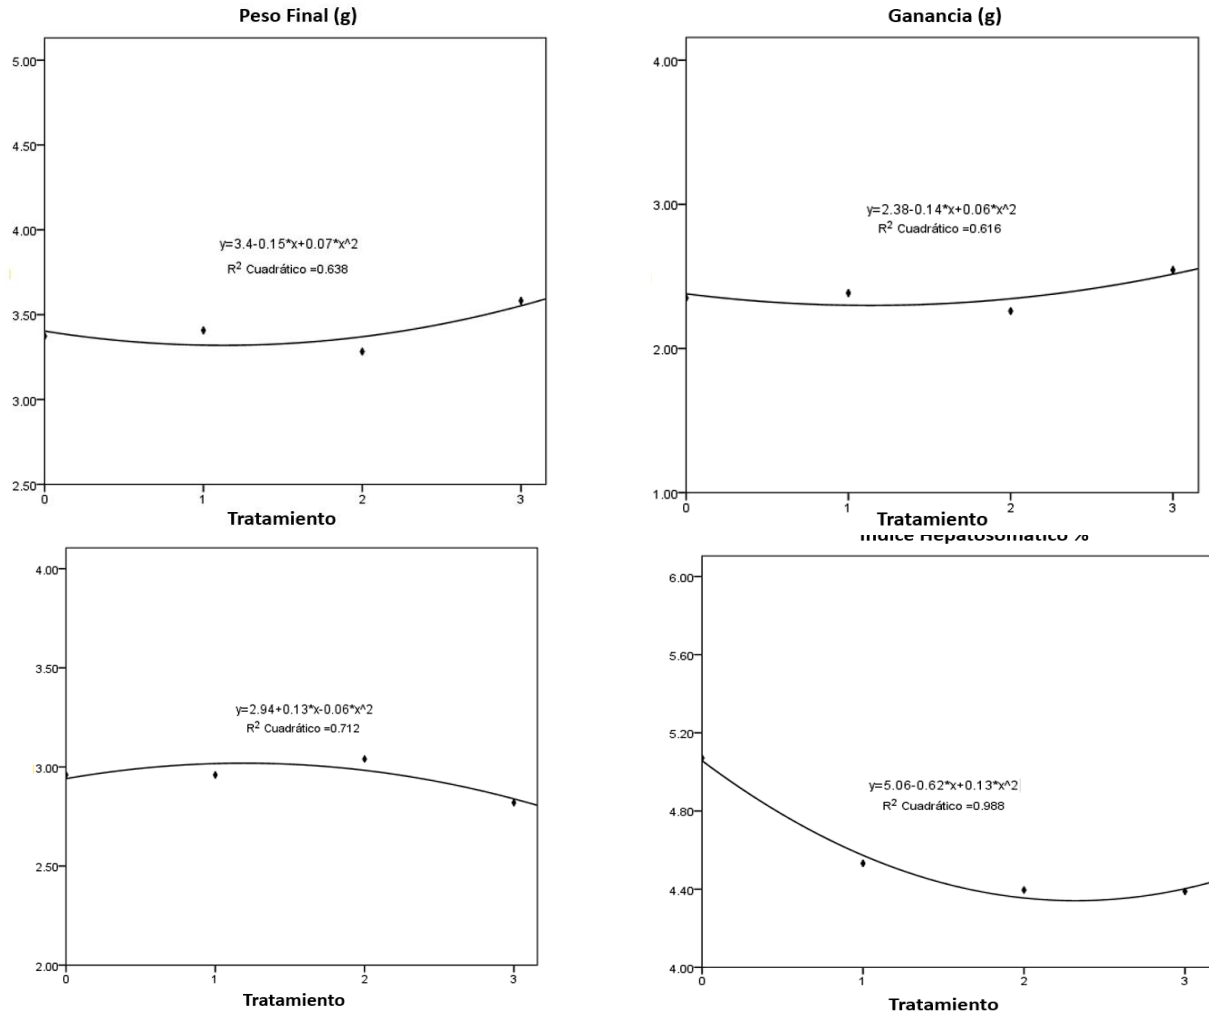 Peso Final (g)
5.00
4.50
4.00
3.50
3.00
2.50
y=3.4-0.15*x+0.07*x^2
R2 Cuadrático =0.638
0 1 2 3
Tratamiento
Ganancia (g)
4.00
3.00
2.00
1.00
y=2.38-0.14*x+0.06*x^2
R2 Cuadrático =0.616
0 1 2 3
Tratamiento
4.00
3.50
3.00
2.50
2.00
y=2.94+0.13*x-0.06*x^2
R2 Cuadrático =0.712
0 1 2 3
Tratamiento
Índice Hepatosomático %
6.00
5.60
5.20
4.80
4.40
4.00
y=5.06-0.62*x+0.13*x^2
R2 Cuadrático =0.988
0 1 2 3
Tratamiento